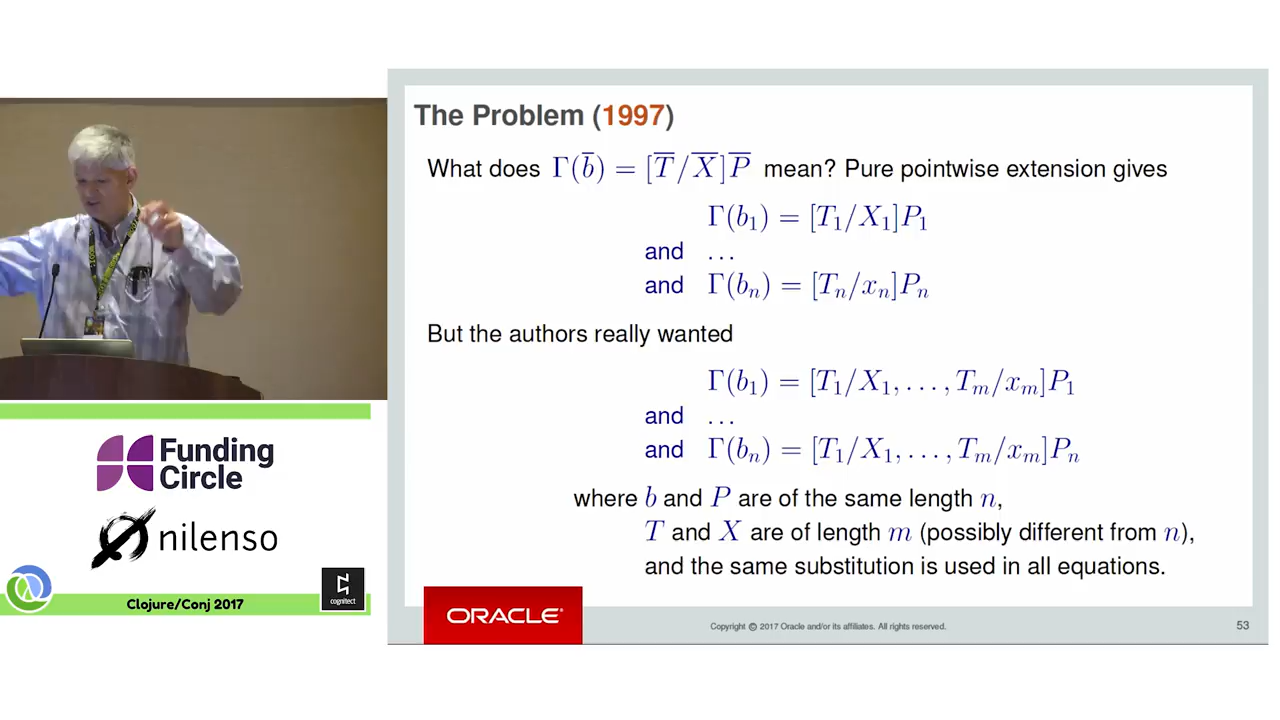 The Problem (1997)
What does Γ(b̅) = [T̅/X̅]P̅ mean? Pure pointwise extension gives
Γ(b₁) = [T₁/X₁]P₁
and ...
and Γ(bₙ) = [Tₙ/xₙ]Pₙ
But the authors really wanted
Γ(b₁) = [T₁/X₁, ..., Tₘ/xₘ]P₁
and ...
and Γ(bₙ) = [T₁/X₁, ..., Tₘ/xₘ]Pₙ
where b and P are of the same length n,
T and X are of length m (possibly different from n),
and the same substitution is used in all equations.
ORACLE®
Copyright © 2017 Oracle and/or its affiliates. All rights reserved.
53
Funding
Circle
nilenso
cognitect
Clojure/Conj 2017